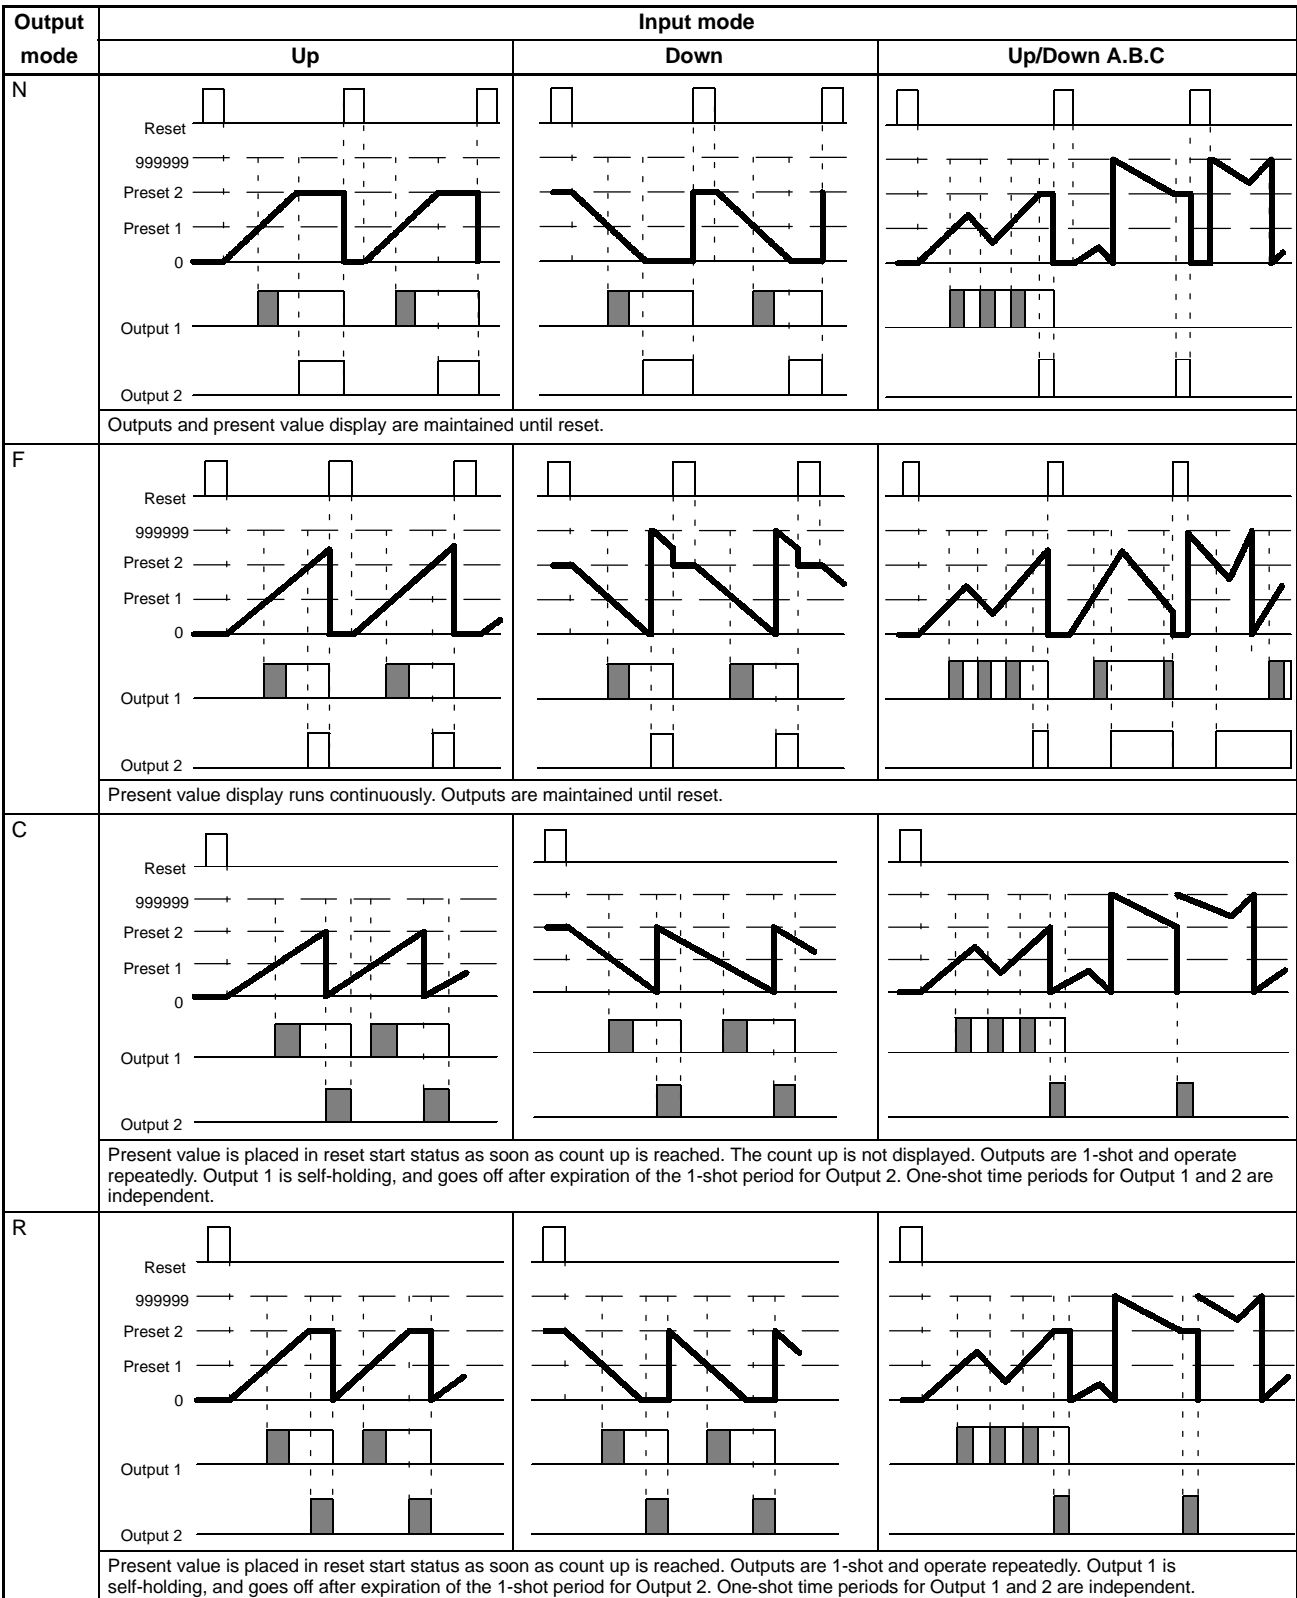 Output mode
Input mode
Up
Down
Up/Down A.B.C
N
Reset
999999
Preset 2
Preset 1
0
Output 1
Output 2
Outputs and present value display are maintained until reset.
F
Reset
999999
Preset 2
Preset 1
0
Output 1
Output 2
Present value display runs continuously. Outputs are maintained until reset.
C
Reset
999999
Preset 2
Preset 1
0
Output 1
Output 2
Present value is placed in reset start status as soon as count up is reached. The count up is not displayed. Outputs are 1-shot and operate
repeatedly. Output 1 is self-holding, and goes off after expiration of the 1-shot period for Output 2. One-shot time periods for Output 1 and 2 are
independent.
R
Reset
999999
Preset 2
Preset 1
0
Output 1
Output 2
Present value is placed in reset start status as soon as count up is reached. Outputs are 1-shot and operate repeatedly. Output 1 is
self-holding, and goes off after expiration of the 1-shot period for Output 2. One-shot time periods for Output 1 and 2 are independent.